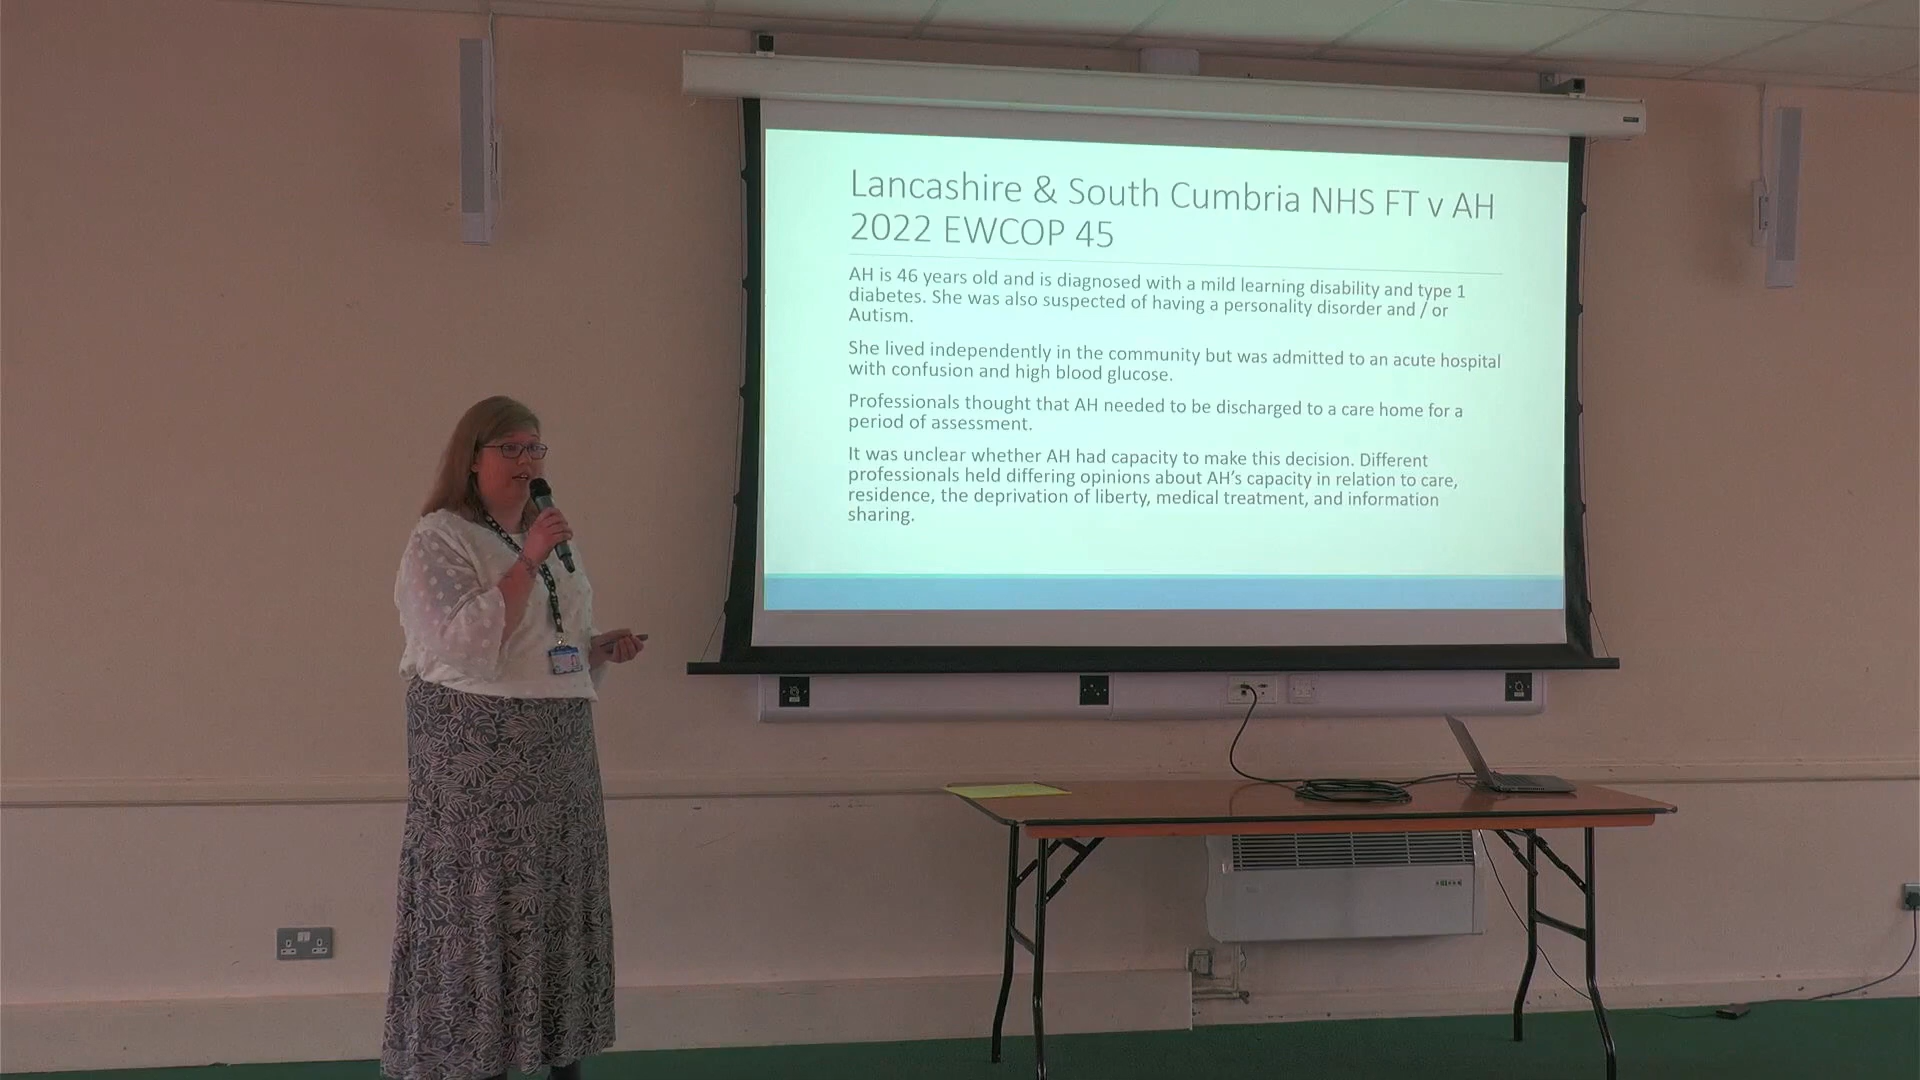 Lancashire & South Cumbria NHS FT v AH
2022 EWCOP 45
AH is 46 years old and is diagnosed with a mild learning disability and type 1
diabetes. She was also suspected of having a personality disorder and / or
Autism.
She lived independently in the community but was admitted to an acute hospital
with confusion and high blood glucose.
Professionals thought that AH needed to be discharged to a care home for a
period of assessment.
It was unclear whether AH had capacity to make this decision. Different
professionals held differing opinions about AH's capacity in relation to care,
residence, the deprivation of liberty, medical treatment, and information
sharing.